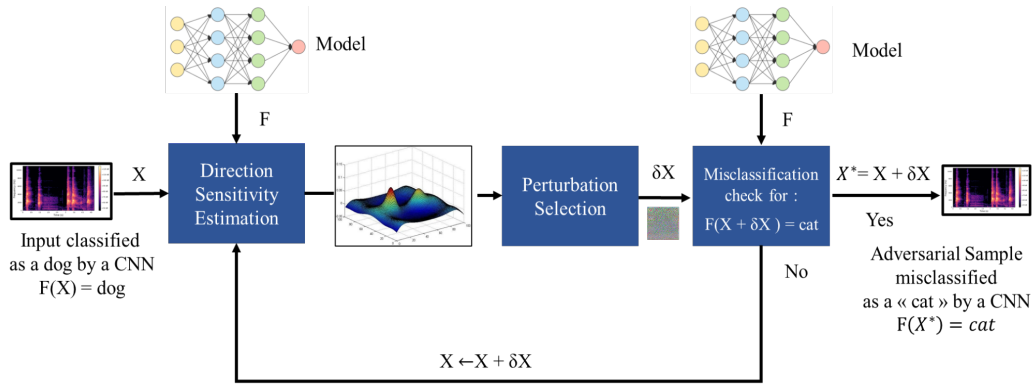 Model
Model
F
F
X
Direction
Sensitivity
Estimation
Perturbation
Selection
δX
Misclassification
check for :
F(X + δX ) = cat
X*= X + δX
Yes
No
Input classified
as a dog by a CNN
F(X) = dog
Adversarial Sample
misclassified
as a « cat » by a CNN
F(X*) = cat
X ←X + δX